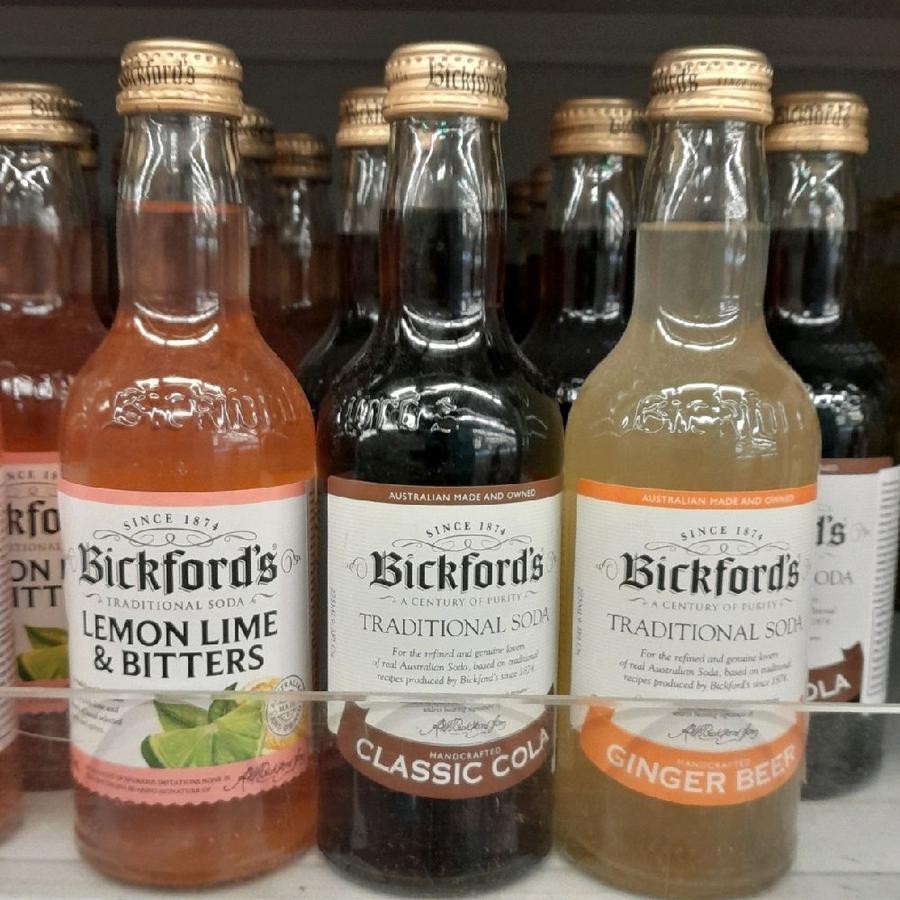 Bickford's
SINCE 1874
Bickford's
TRADITIONAL SODA
LEMON LIME
& BITTERS
Bickford's
AUSTRALIAN MADE AND OWNED
SINCE 1874
Bickford's
A CENTURY OF PURITY
TRADITIONAL SODA
For the refined and genuine lovers
of real Australian Soda, based on traditional
recipes produced by Bickford's since 1874.
HANDCRAFTED
CLASSIC COLA
AUSTRALIAN MADE AND OWNED
SINCE 1874
Bickford's
A CENTURY OF PURITY
TRADITIONAL SODA
For the refined and genuine lovers
of real Australian Soda, based on traditional
recipes produced by Bickford's since 1874.
HANDCRAFTED
GINGER BEER